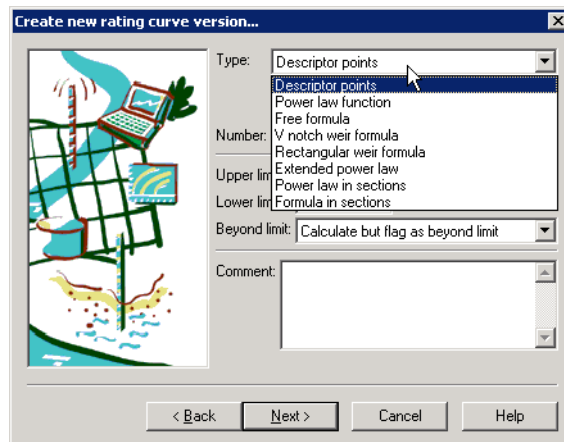 Create new rating curve version...
Type: Descriptor points
Descriptor points
Power law function
Free formula
Number: V notch weir formula
Rectangular weir formula
Extended power law
Upper lim Power law in sections
Lower lim Formula in sections
Beyond limit: Calculate but flag as beyond limit
Comment:
< Back Next > Cancel Help